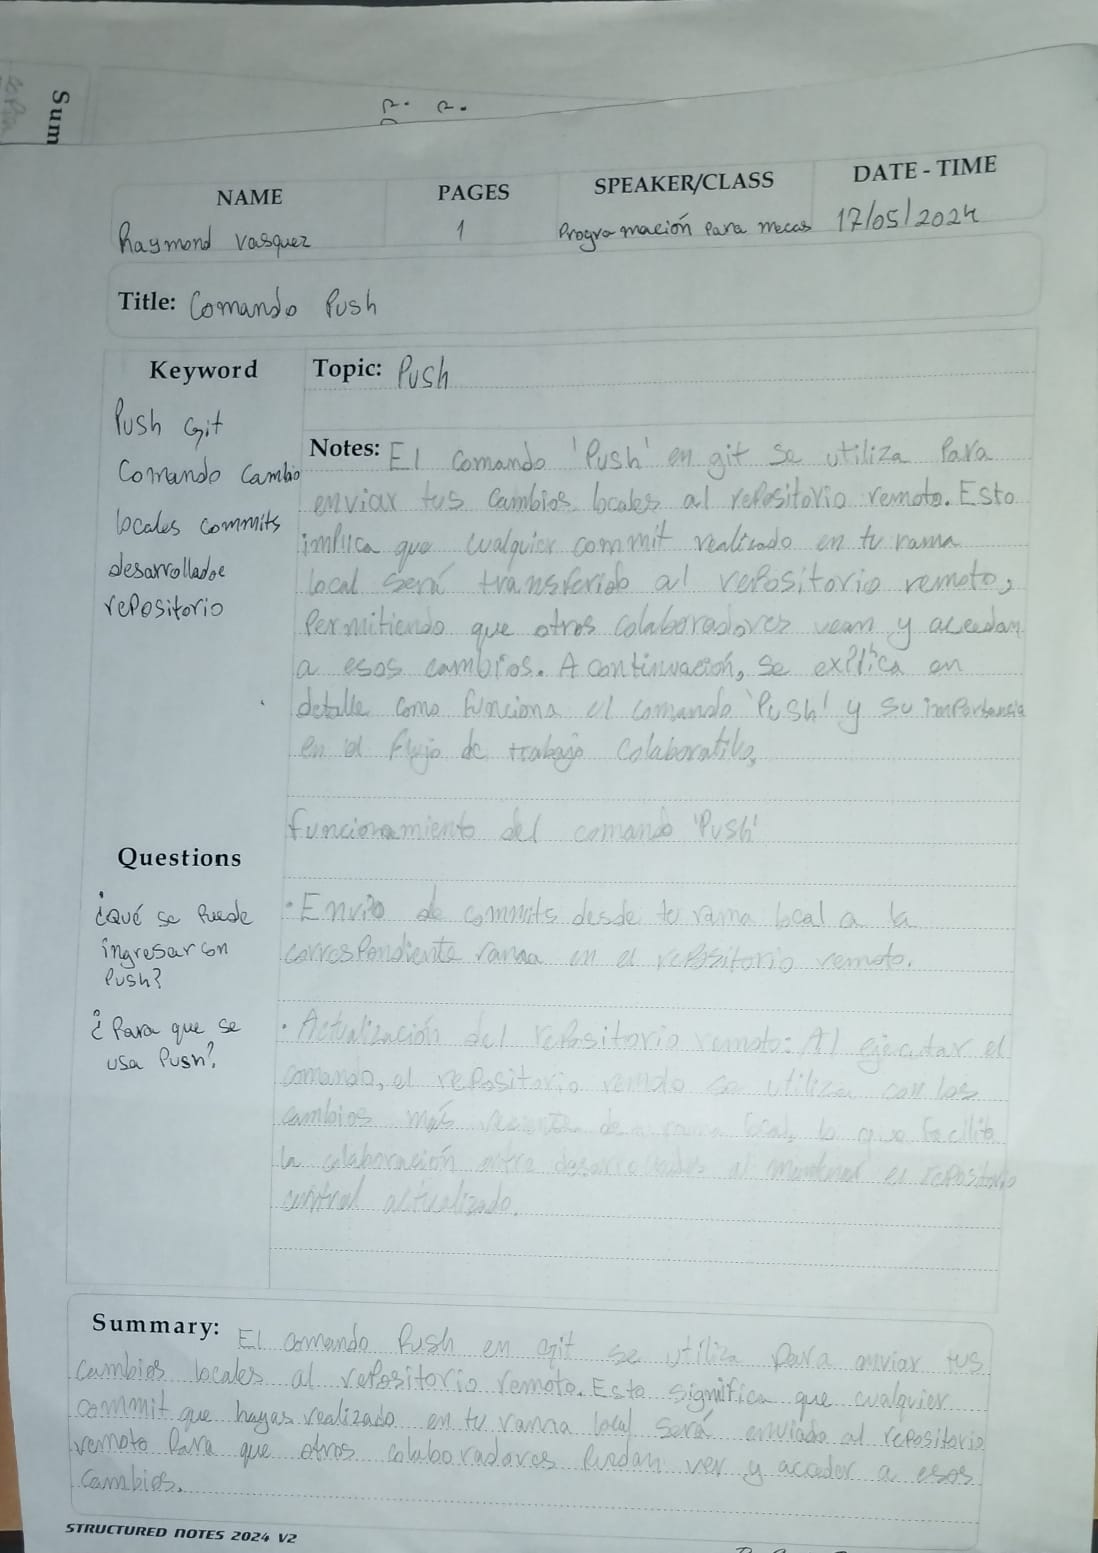 Sum
NAME
PAGES
SPEAKER/CLASS
DATE - TIME
Raymond Vasquez
1
Programación Para mecas
17/05/2024
Title: Comando Push
Keyword
Push Git
Comando Cambio
locales commits
desarrolladoe
rePositorio
Topic: Push
Notes: El comando 'Push' en git se utiliza Para
enviar tus cambios locales al rePositorio remoto. Esto
implica que cualquier commit realizado en tu rama
local será transferido al rePositorio remoto,
Permitiendo que otros colaboradores vean y accedan
a esos cambios. A continuación, se explica en
detalle como funciona el comando 'Push' y su importancia
en el flujo de trabajo colaborativo,
funcionamiento del comando 'Push'
Questions
¿Qué se Puede
ingresar con
Push?
¿Para que se
usa Push?
• Envio de commits desde tu rama local a la
correspondiente rama en el repositorio remoto.
• Actualización del repositorio remoto: Al ejecutar el
comando, el repositorio remoto se utiliza con los
cambios más de rama local, lo que facilita
la colaboración entre al mantener el repositorio
central actualizado.
Summary: El comando Push en git se utiliza para enviar tus
cambios locales al repositorio remoto. Esto significa que cualquier
commit que hayas realizado en tu rama local será enviado al repositorio
remoto Para que otros colaboradores Puedan ver y acceder a esos
cambios.
STRUCTURED NOTES 2024 V2